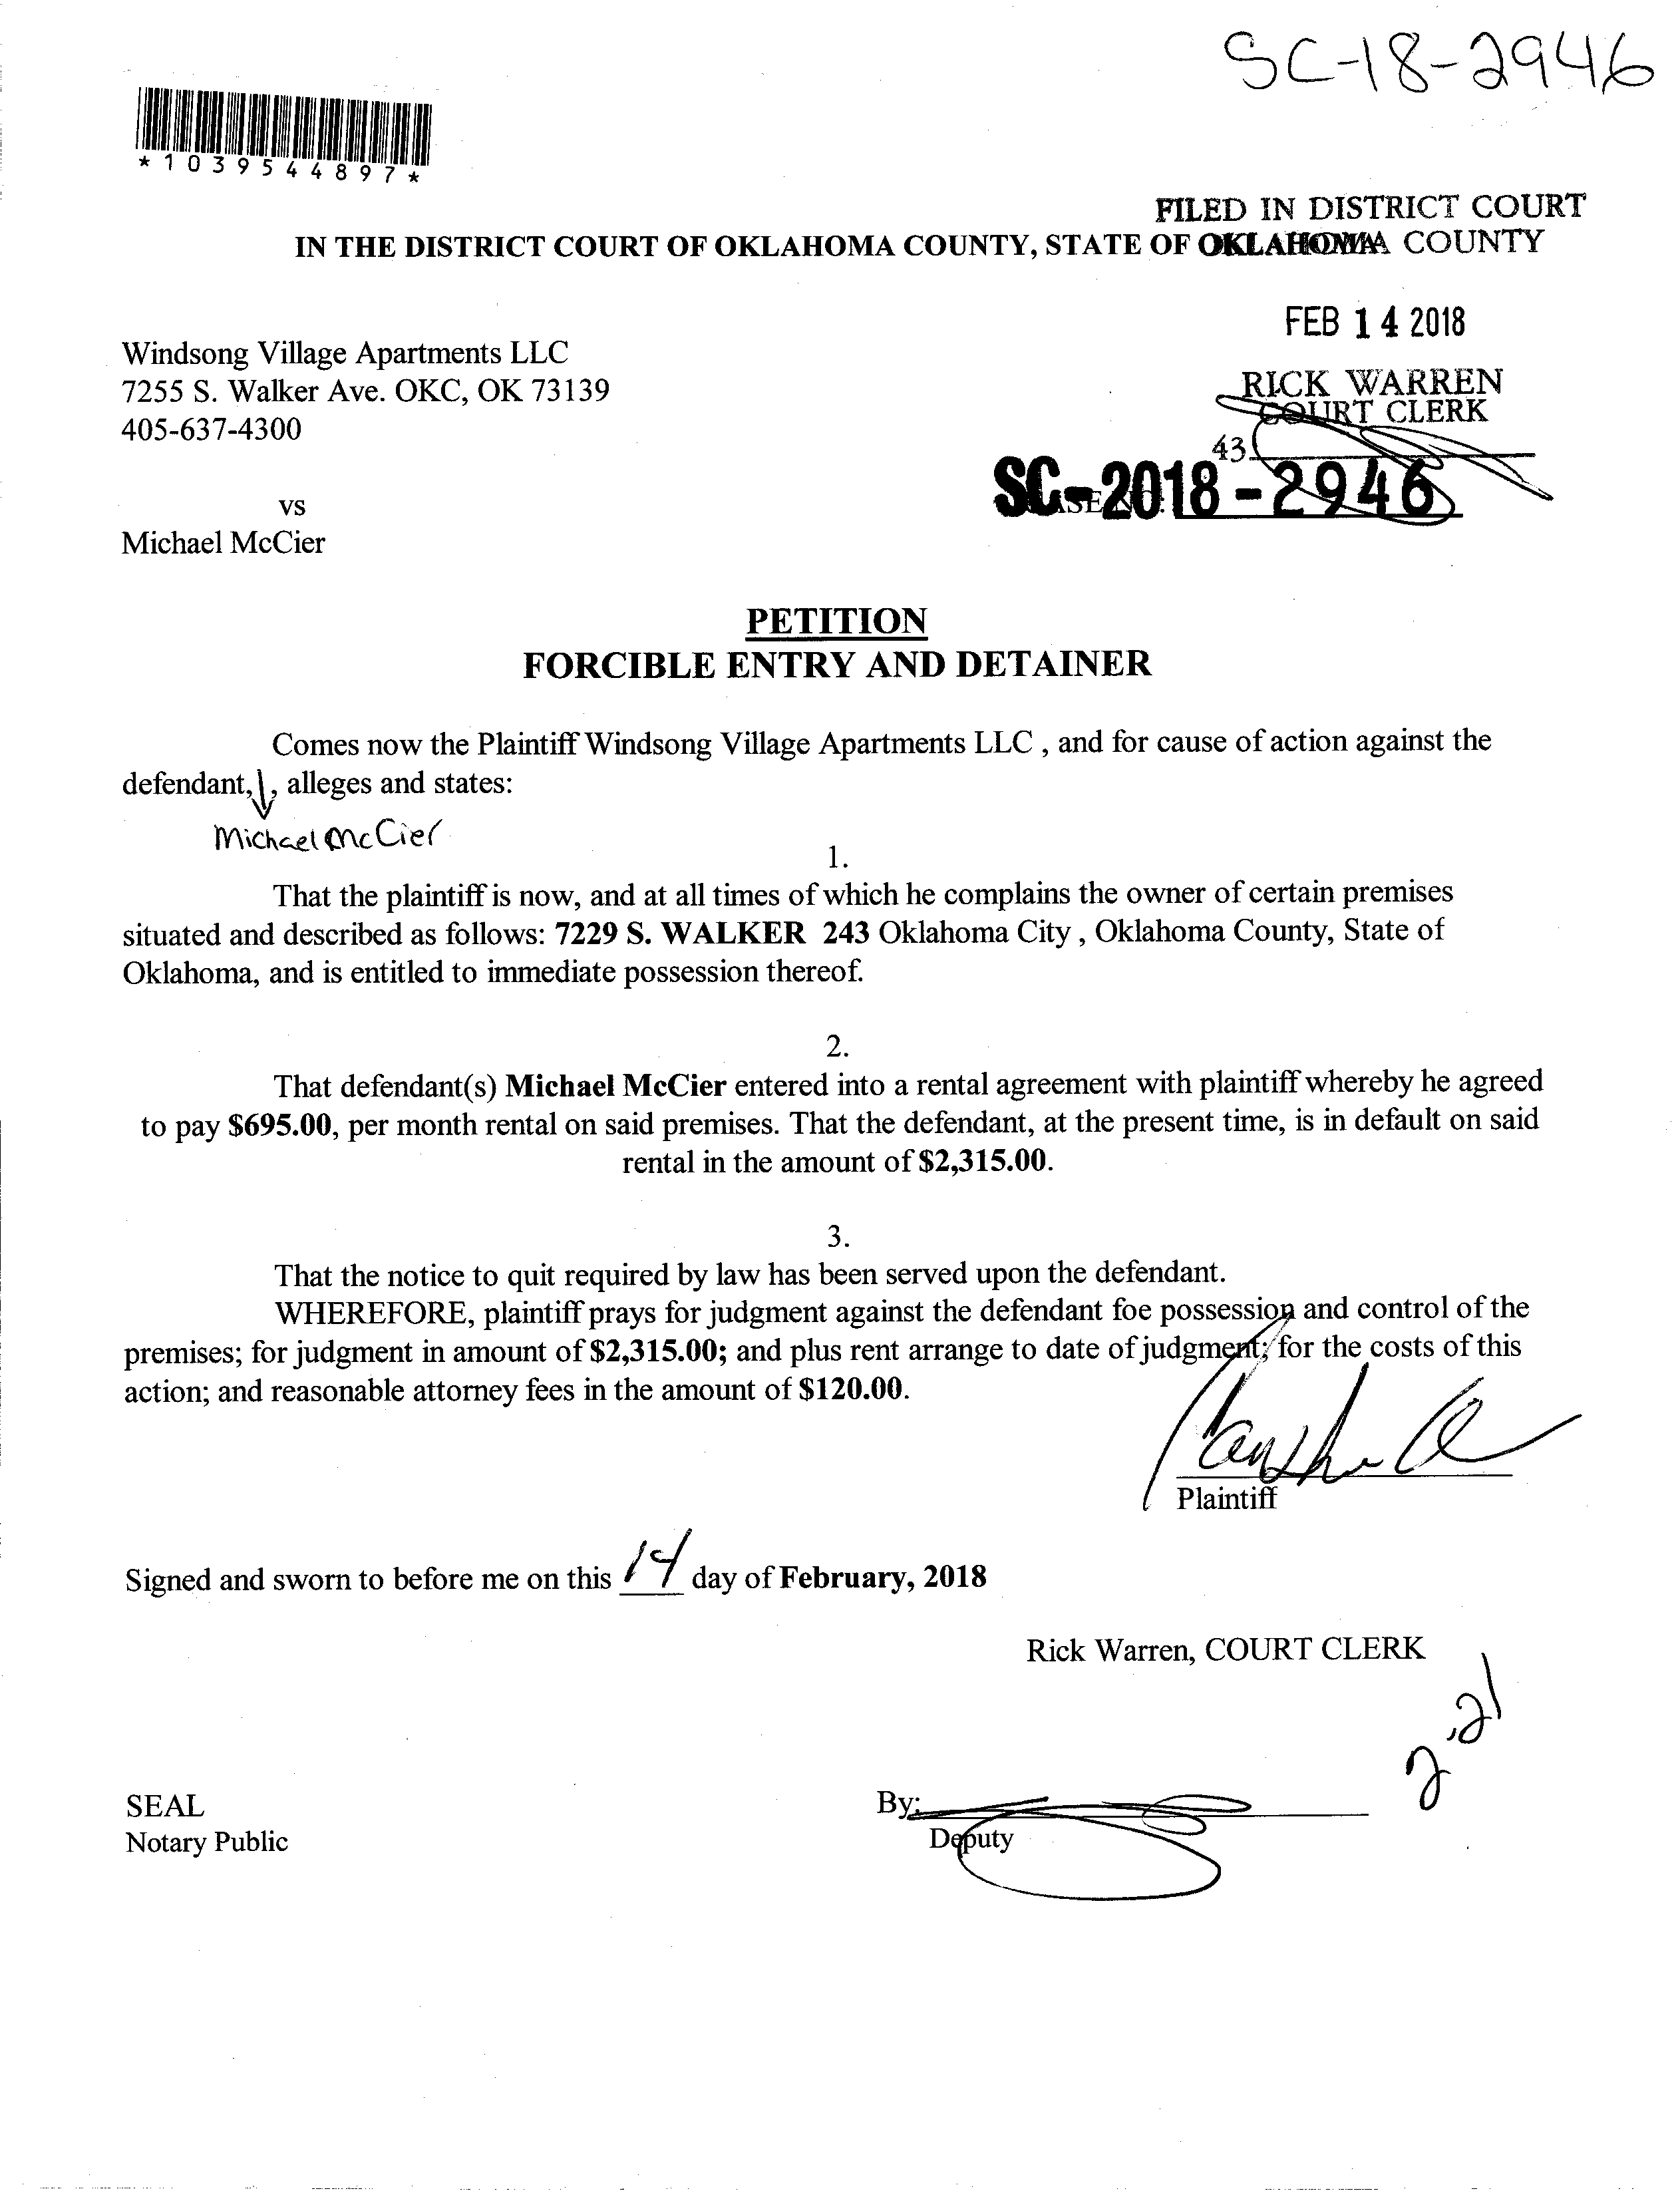 SC-18-2946
*1039544897*
FILED IN DISTRICT COURT
IN THE DISTRICT COURT OF OKLAHOMA COUNTY, STATE OF OKLAHOMA COUNTY
FEB 14 2018
Windsong Village Apartments LLC
7255 S. Walker Ave. OKC, OK 73139
RICK WARREN
COURT CLERK
405-637-4300
43
SC-2018-2946
vs
Michael McCier
PETITION
FORCIBLE ENTRY AND DETAINER
Comes now the Plaintiff Windsong Village Apartments LLC , and for cause of action against the
defendant, , alleges and states:
Michael McCier
1.
That the plaintiff is now, and at all times of which he complains the owner of certain premises
situated and described as follows: 7229 S. WALKER 243 Oklahoma City , Oklahoma County, State of
Oklahoma, and is entitled to immediate possession thereof.
2.
That defendant(s) Michael McCier entered into a rental agreement with plaintiff whereby he agreed
to pay $695.00, per month rental on said premises. That the defendant, at the present time, is in default on said
rental in the amount of $2,315.00.
3.
That the notice to quit required by law has been served upon the defendant.
WHEREFORE, plaintiff prays for judgment against the defendant foe possession and control of the
premises; for judgment in amount of $2,315.00; and plus rent arrange to date of judgment; for the costs of this
action; and reasonable attorney fees in the amount of $120.00.
Plaintiff
Signed and sworn to before me on this 14 day of February, 2018
Rick Warren, COURT CLERK
2.21
SEAL
By:
Notary Public
Deputy